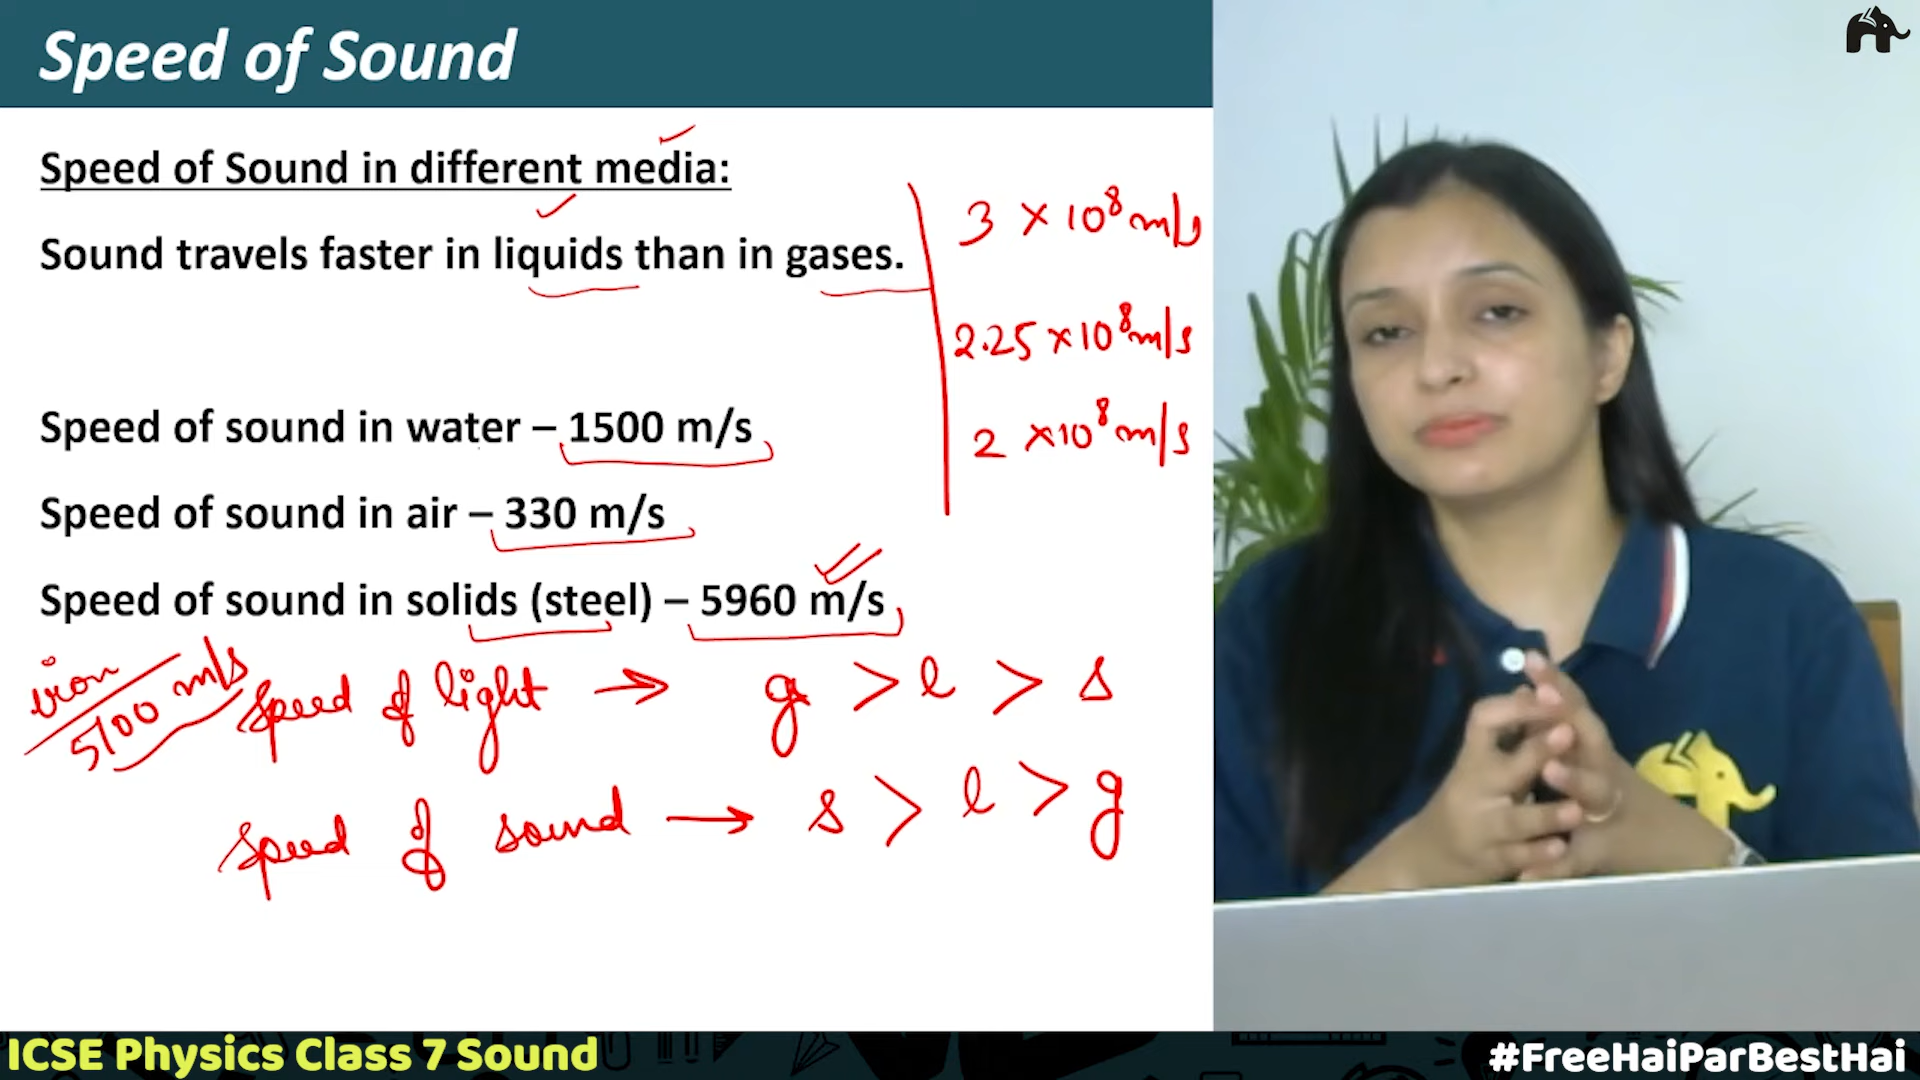 Speed of Sound
Speed of Sound in different media:
Sound travels faster in liquids than in gases.
3 × 10⁸ m/s
2.25 × 10⁸ m/s
2 × 10⁸ m/s
Speed of sound in water – 1500 m/s
Speed of sound in air – 330 m/s
Speed of sound in solids (steel) – 5960 m/s
iron
5100 m/s
speed of light → g > l > s
speed of sound → s > l > g
ICSE Physics Class 7 Sound
#FreeHaiParBestHai